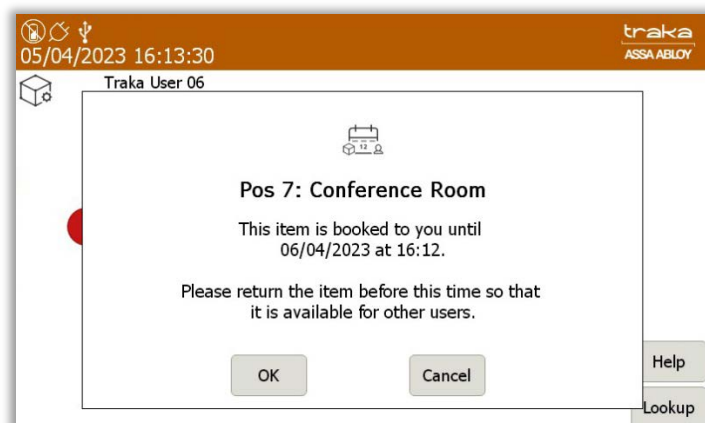 05/04/2023 16:13:30
traka
ASSA ABLOY
Traka User 06
12
Pos 7: Conference Room
This item is booked to you until
06/04/2023 at 16:12.
Please return the item before this time so that
it is available for other users.
OK
Cancel
Help
Lookup